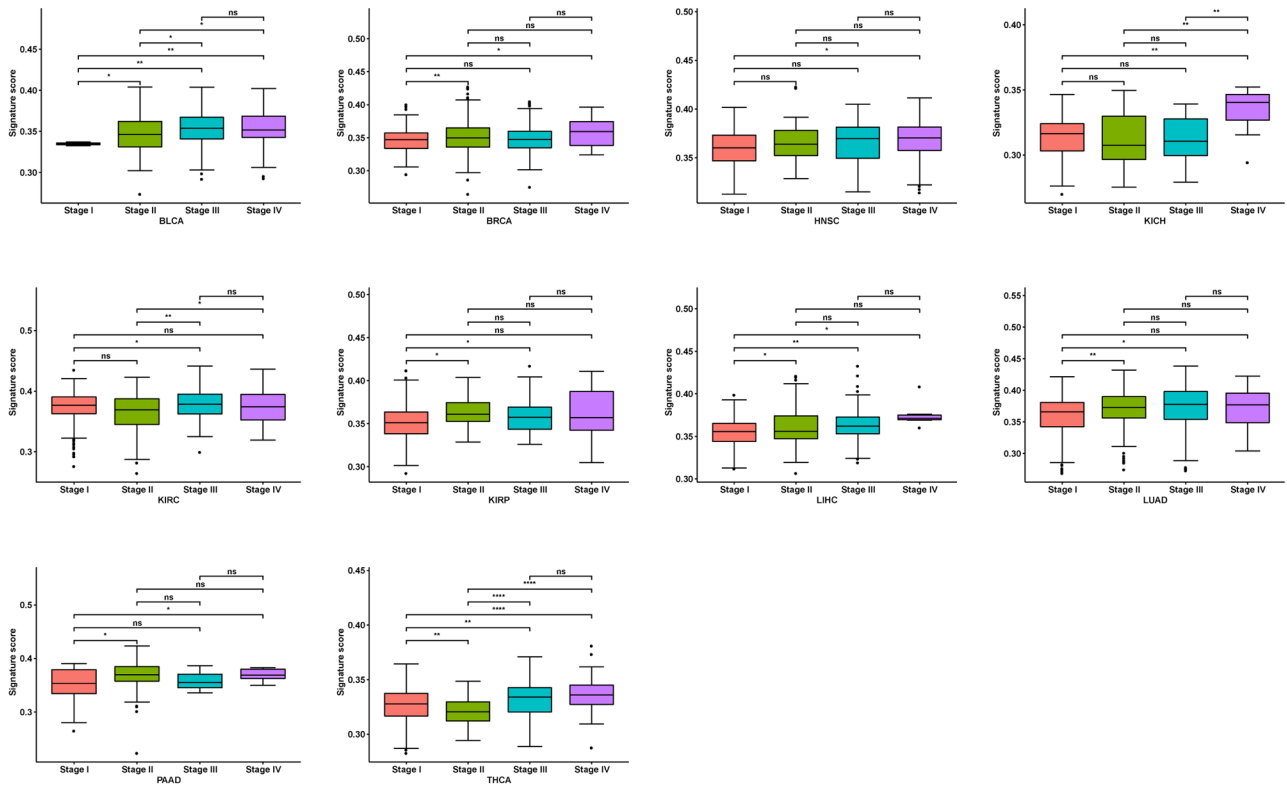 ns
*
*
**
**
*
Signature score
0.45
0.40
0.35
0.30
Stage I Stage II Stage III Stage IV
BLCA
ns
ns
ns
*
ns
**
Signature score
0.50
0.45
0.40
0.35
0.30
Stage I Stage II Stage III Stage IV
BRCA
ns
ns
ns
*
ns
ns
Signature score
0.50
0.45
0.40
0.35
Stage I Stage II Stage III Stage IV
HNSC
**
**
ns
**
ns
ns
Signature score
0.40
0.35
0.30
Stage I Stage II Stage III Stage IV
KICH
ns
*
**
ns
*
ns
Signature score
0.5
0.4
0.3
Stage I Stage II Stage III Stage IV
KIRC
ns
ns
ns
ns
*
*
Signature score
0.50
0.45
0.40
0.35
0.30
Stage I Stage II Stage III Stage IV
KIRP
ns
ns
ns
*
**
*
Signature score
0.50
0.45
0.40
0.35
0.30
Stage I Stage II Stage III Stage IV
LIHC
ns
ns
ns
ns
*
**
Signature score
0.55
0.50
0.45
0.40
0.35
0.30
Stage I Stage II Stage III Stage IV
LUAD
ns
ns
ns
*
ns
*
Signature score
0.5
0.4
0.3
Stage I Stage II Stage III Stage IV
PAAD
ns
****
****
****
**
**
Signature score
0.45
0.40
0.35
0.30
Stage I Stage II Stage III Stage IV
THCA